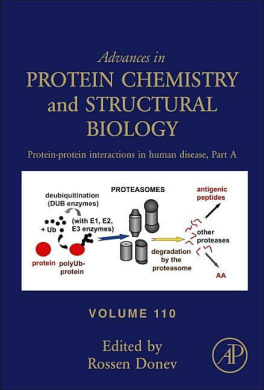 Advances in
PROTEIN CHEMISTRY
and STRUCTURAL
BIOLOGY
Protein-protein interactions in human disease, Part A
deubiquitination
(DUB enzymes)
+ Ub
(with E1, E2,
E3 enzymes)
protein
polyUb-
protein
PROTEASOMES
degradation
by the
proteasome
antigenic
peptides
other
proteases
AA
VOLUME 110
Edited by
Rossen Donev
AP